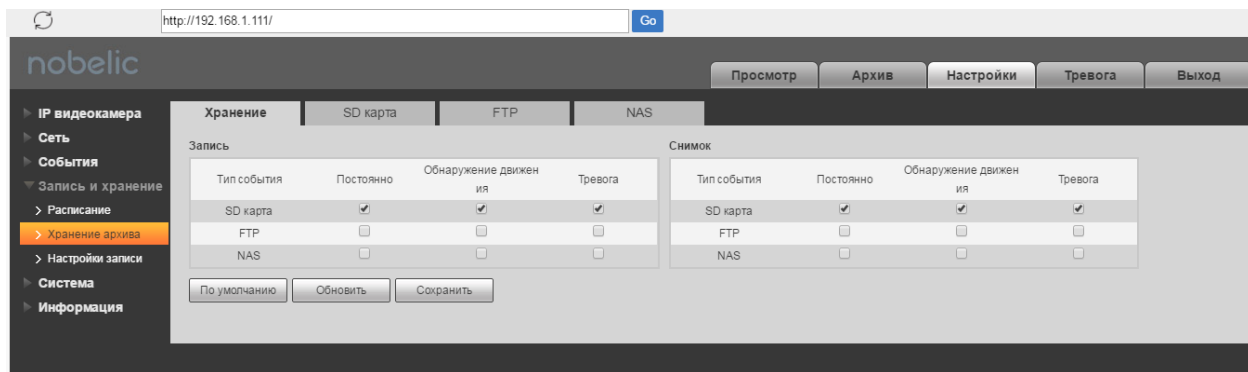 http://192.168.1.111/ Go
nobelic
Просмотр Архив Настройки Тревога Выход
IP видеокамера
Сеть
События
Запись и хранение
Расписание
Хранение архива
Настройки записи
Система
Информация
Хранение SD карта FTP NAS
Запись
Тип события Постоянно Обнаружение движен
ия Тревога
SD карта
FTP
NAS
Снимок
Тип события Постоянно Обнаружение движен
ия Тревога
SD карта
FTP
NAS
По умолчанию Обновить Сохранить